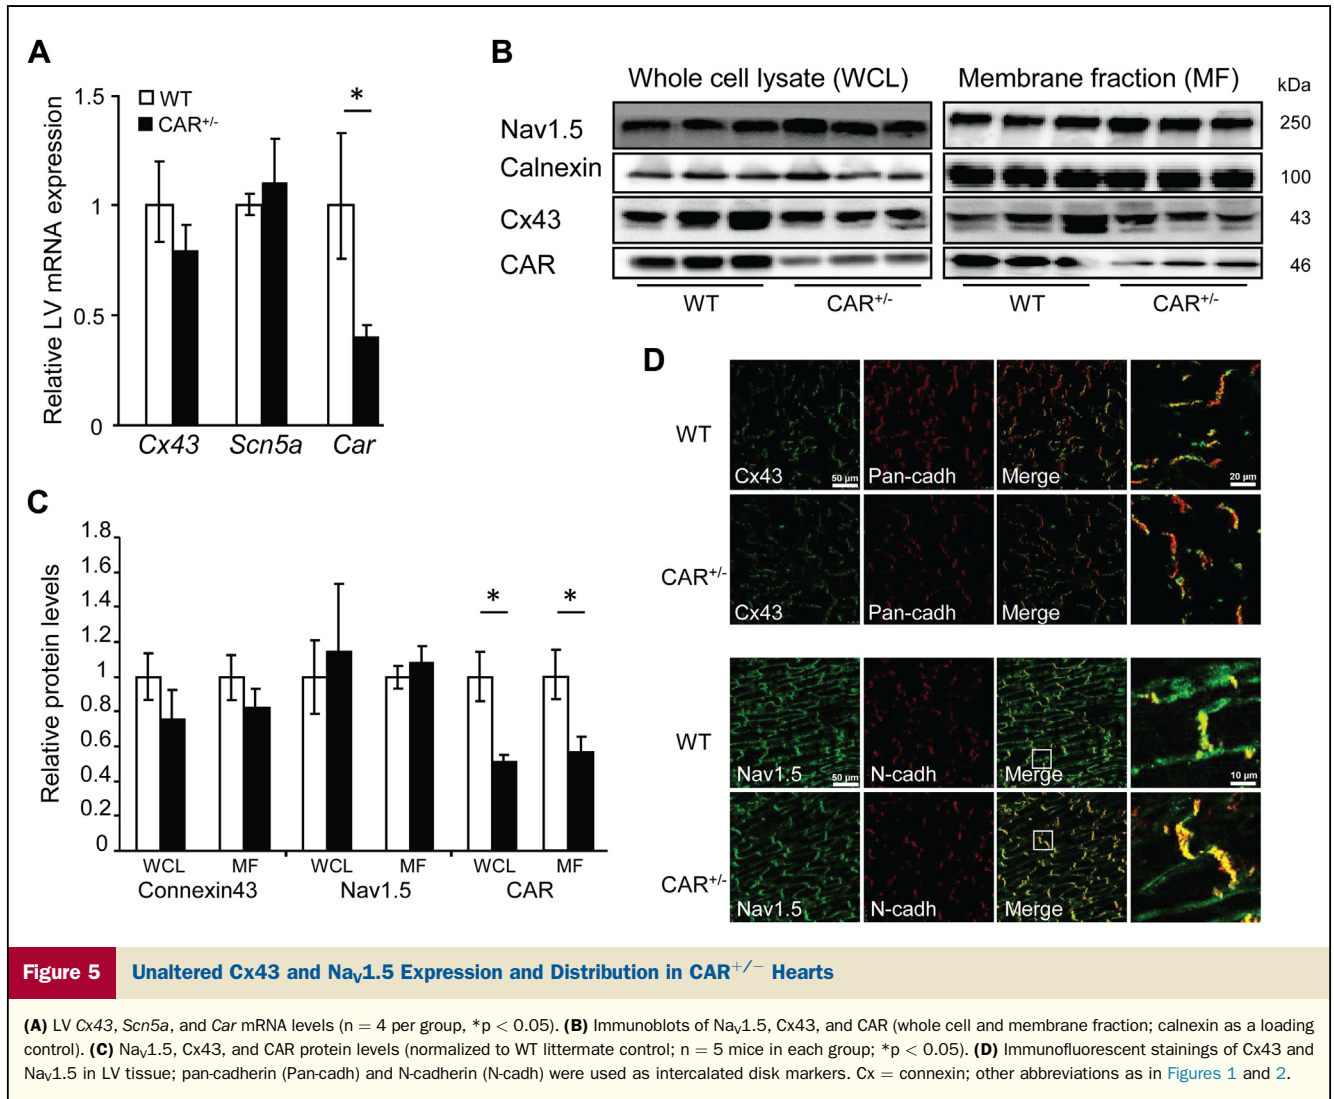 A
Relative LV mRNA expression
1.5
1
0.5
0
WT
CAR+/-
*
Cx43 Scn5a Car
B
Whole cell lysate (WCL) Membrane fraction (MF)
kDa
Nav1.5 250
Calnexin 100
Cx43 43
CAR 46
WT CAR+/- WT CAR+/-
C
Relative protein levels
1.8
1.6
1.4
1.2
1
0.8
0.6
0.4
0.2
0
* *
WCL MF WCL MF WCL MF
Connexin43 Nav1.5 CAR
D
WT
Cx43 50 µm Pan-cadh Merge 20 µm
CAR+/-
Cx43 Pan-cadh Merge
WT
Nav1.5 50 µm N-cadh Merge 10 µm
CAR+/-
Nav1.5 N-cadh Merge
Figure 5 Unaltered Cx43 and NaV1.5 Expression and Distribution in CAR+/− Hearts
(A) LV Cx43, Scn5a, and Car mRNA levels (n = 4 per group, *p < 0.05). (B) Immunoblots of NaV1.5, Cx43, and CAR (whole cell and membrane fraction; calnexin as a loading
control). (C) NaV1.5, Cx43, and CAR protein levels (normalized to WT littermate control; n = 5 mice in each group; *p < 0.05). (D) Immunofluorescent stainings of Cx43 and
NaV1.5 in LV tissue; pan-cadherin (Pan-cadh) and N-cadherin (N-cadh) were used as intercalated disk markers. Cx = connexin; other abbreviations as in Figures 1 and 2.